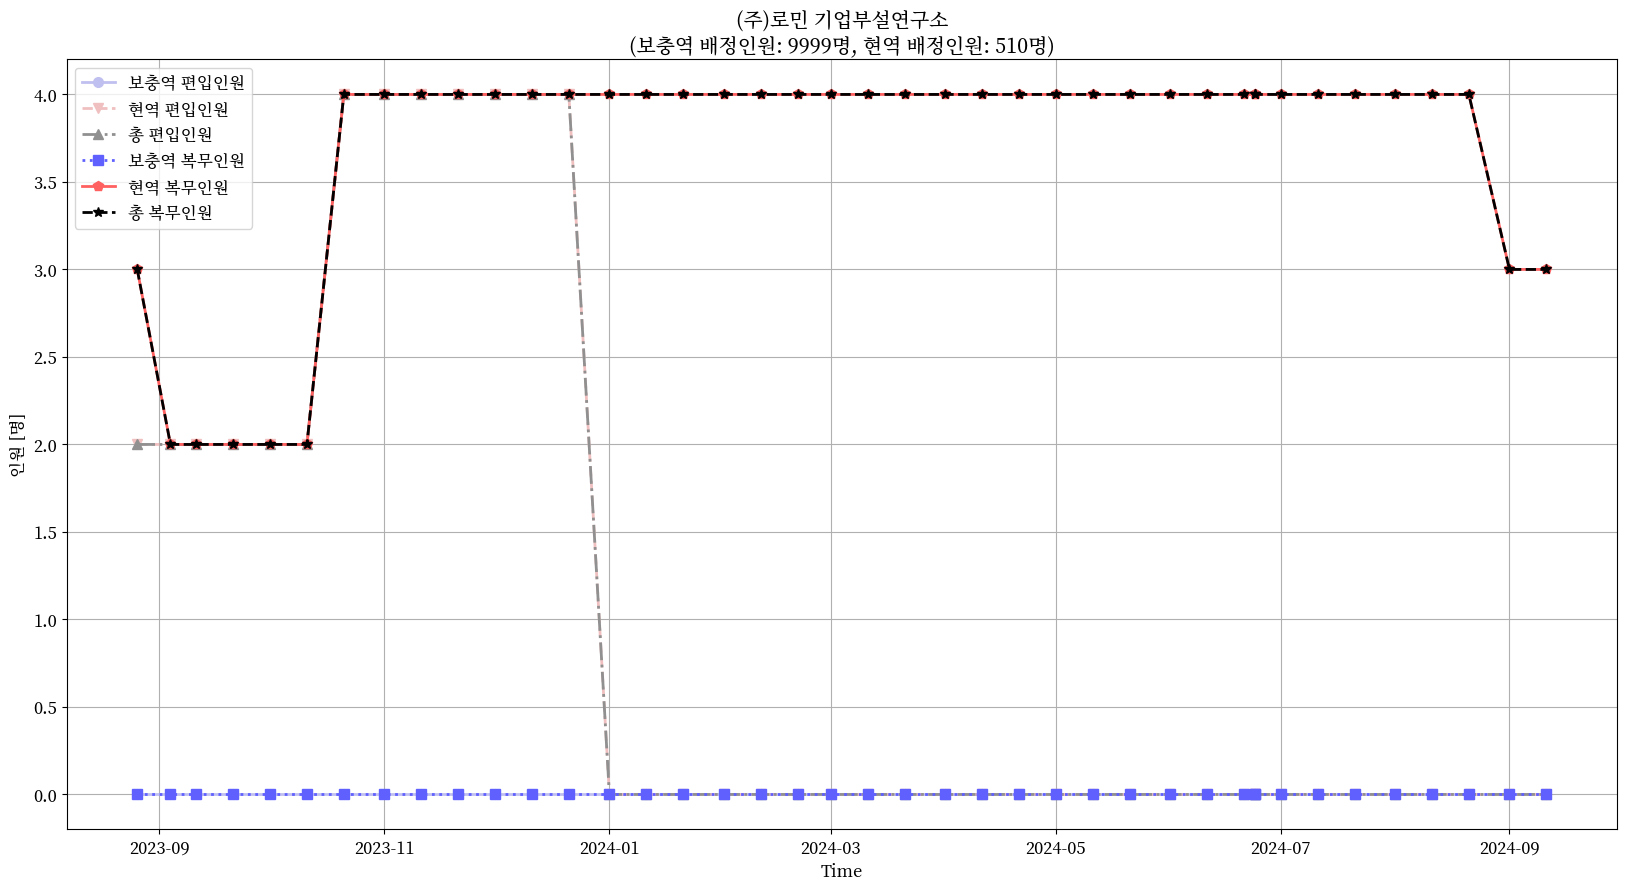 (주)로민 기업부설연구소
(보충역 배정인원: 9999명, 현역 배정인원: 510명)
보충역 편입인원
현역 편입인원
총 편입인원
보충역 복무인원
현역 복무인원
총 복무인원
인원 [명]
4.0
3.5
3.0
2.5
2.0
1.5
1.0
0.5
0.0
2023-09
2023-11
2024-01
2024-03
2024-05
2024-07
2024-09
Time